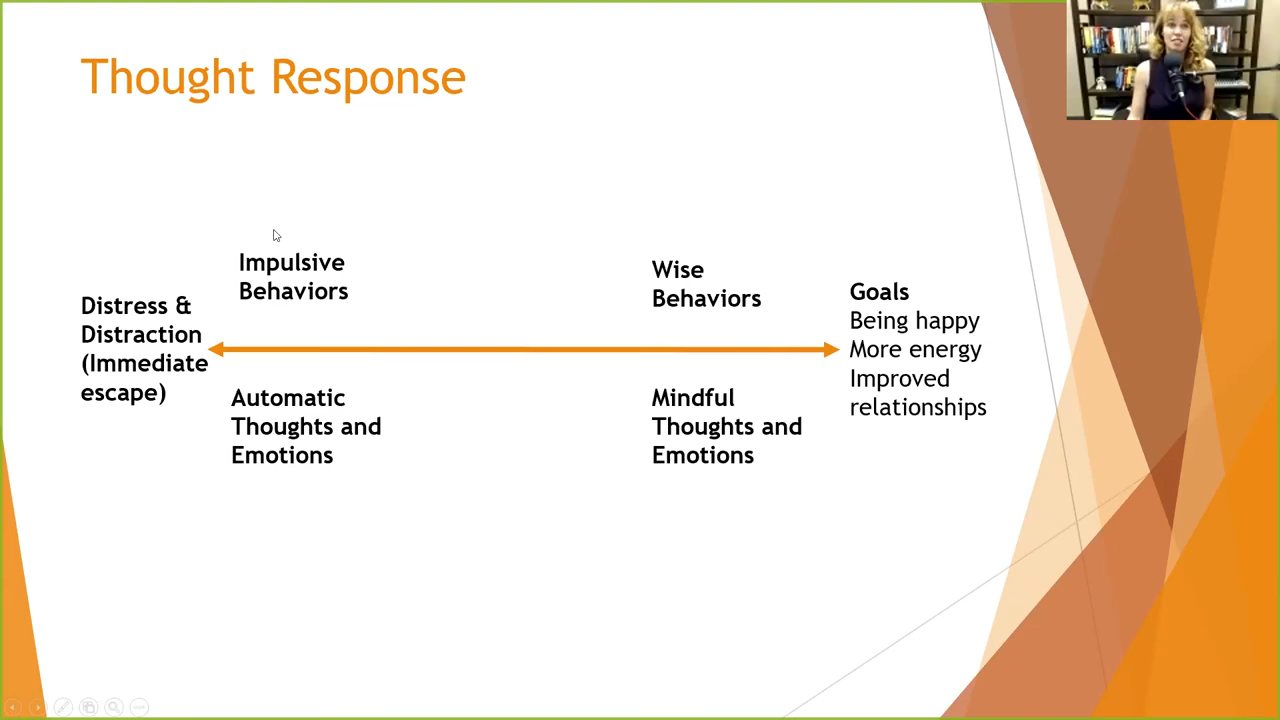 Thought Response
Impulsive
Behaviors
Wise
Behaviors
Distress &
Distraction
(Immediate
escape)
Goals
Being happy
More energy
Improved
relationships
Automatic
Thoughts and
Emotions
Mindful
Thoughts and
Emotions